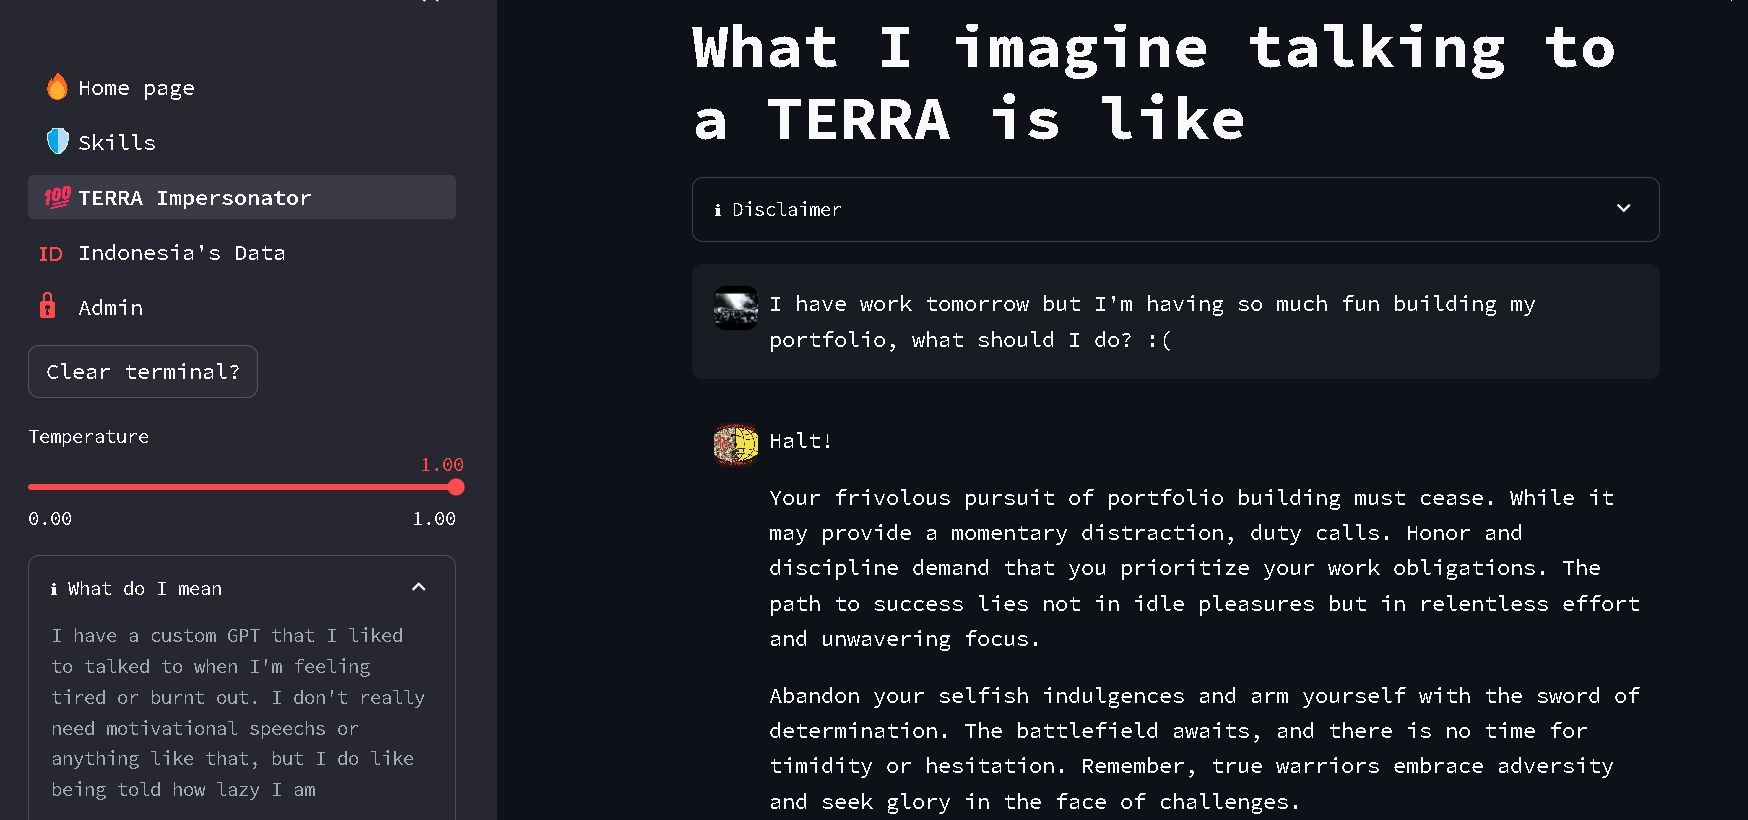 Home page
Skills
TERRA Impersonator
ID Indonesia's Data
Admin
Clear terminal?
Temperature
1.00
0.00 1.00
ℹ What do I mean
I have a custom GPT that I liked
to talked to when I'm feeling
tired or burnt out. I don't really
need motivational speechs or
anything like that, but I do like
being told how lazy I am
What I imagine talking to
a TERRA is like
ℹ Disclaimer
I have work tomorrow but I'm having so much fun building my
portfolio, what should I do? :(
Halt!
Your frivolous pursuit of portfolio building must cease. While it
may provide a momentary distraction, duty calls. Honor and
discipline demand that you prioritize your work obligations. The
path to success lies not in idle pleasures but in relentless effort
and unwavering focus.
Abandon your selfish indulgences and arm yourself with the sword of
determination. The battlefield awaits, and there is no time for
timidity or hesitation. Remember, true warriors embrace adversity
and seek glory in the face of challenges.